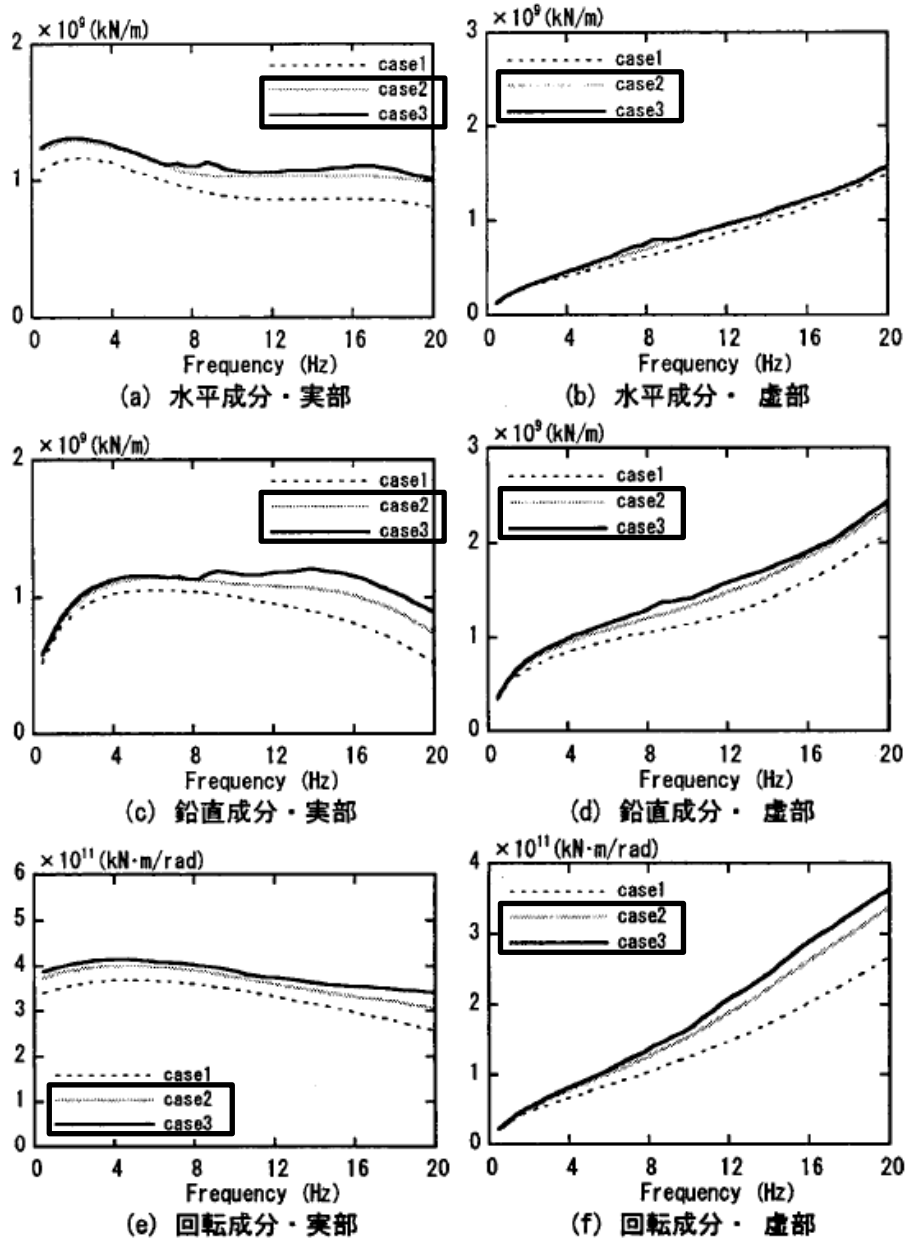 ×10⁹(kN/m)
2
1
0
case1
case2
case3
0 4 8 12 16 20
Frequency (Hz)
(a) 水平成分・実部
×10⁹(kN/m)
3
2
1
0
case1
case2
case3
0 4 8 12 16 20
Frequency (Hz)
(b) 水平成分・ 虚部
×10⁹(kN/m)
2
1
0
case1
case2
case3
0 4 8 12 16 20
Frequency (Hz)
(c) 鉛直成分・実部
×10⁹(kN/m)
3
2
1
0
case1
case2
case3
0 4 8 12 16 20
Frequency (Hz)
(d) 鉛直成分・ 虚部
×10¹¹(kN·m/rad)
6
5
4
3
2
1
0
case1
case2
case3
0 4 8 12 16 20
Frequency (Hz)
(e) 回転成分・実部
×10¹¹(kN·m/rad)
4
3
2
1
0
case1
case2
case3
0 4 8 12 16 20
Frequency (Hz)
(f) 回転成分・ 虚部